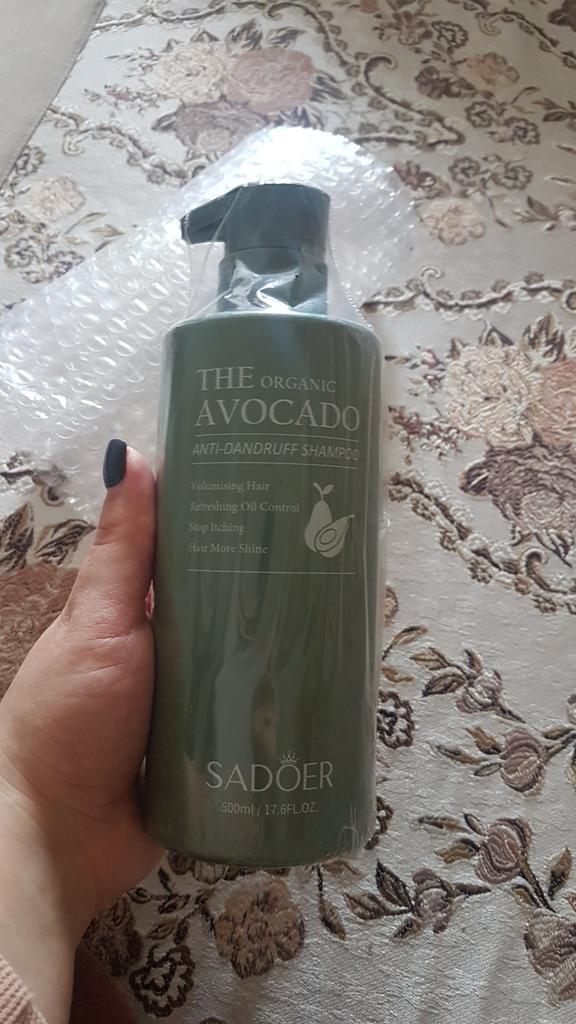 THE ORGANIC
AVOCADO
ANTI-DANDRUFF SHAMPOO
Volumising Hair
Refreshing Oil Control
Stop Itching
Hair More Shine
SADOER
500ml / 17.6FL.OZ.